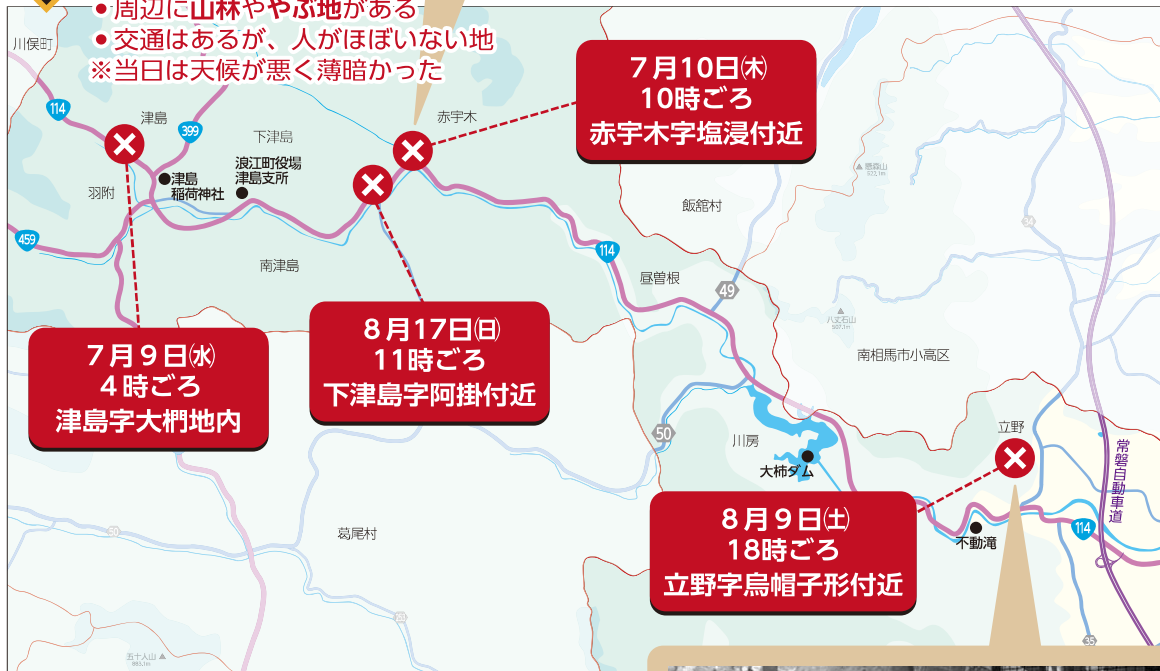 ●周辺に山林ややぶ地がある
●交通はあるが、人がほぼいない地
※当日は天候が悪く薄暗かった
川俣町
114
津島
399
下津島
赤宇木
7月10日㈭
10時ごろ
赤宇木字塩浸付近
浪江町役場
津島支所
津島
稲荷神社
羽附
459
南津島
飯舘村
34
114
昼曽根
49
7月9日㈬
4時ごろ
津島字大椚地内
8月17日㈰
11時ごろ
下津島字阿掛付近
八丈石山
507.1m
南相馬市小高区
50
川房
大柿ダム
立野
常磐自動車道
8月9日㈯
18時ごろ
立野字烏帽子形付近
不動滝
114
50
葛尾村
35
五十人山
883.1m